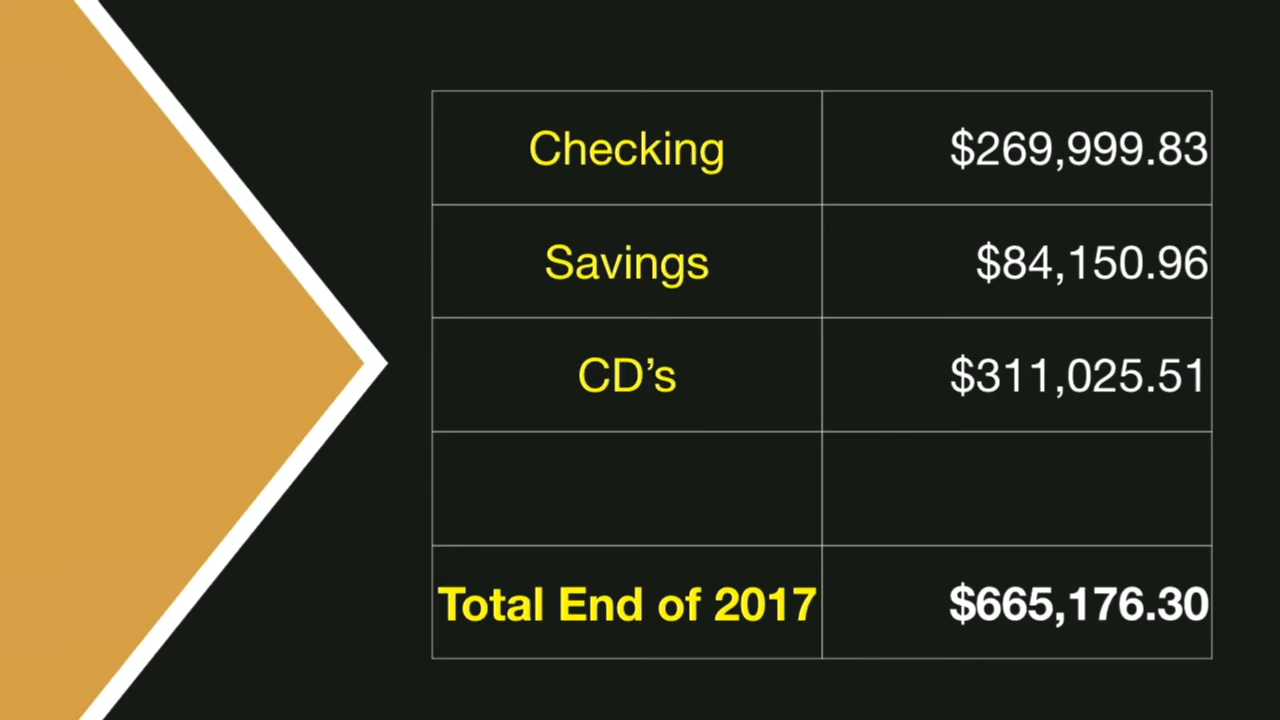 Checking $269,999.83
Savings $84,150.96
CD’s $311,025.51
Total End of 2017 $665,176.30